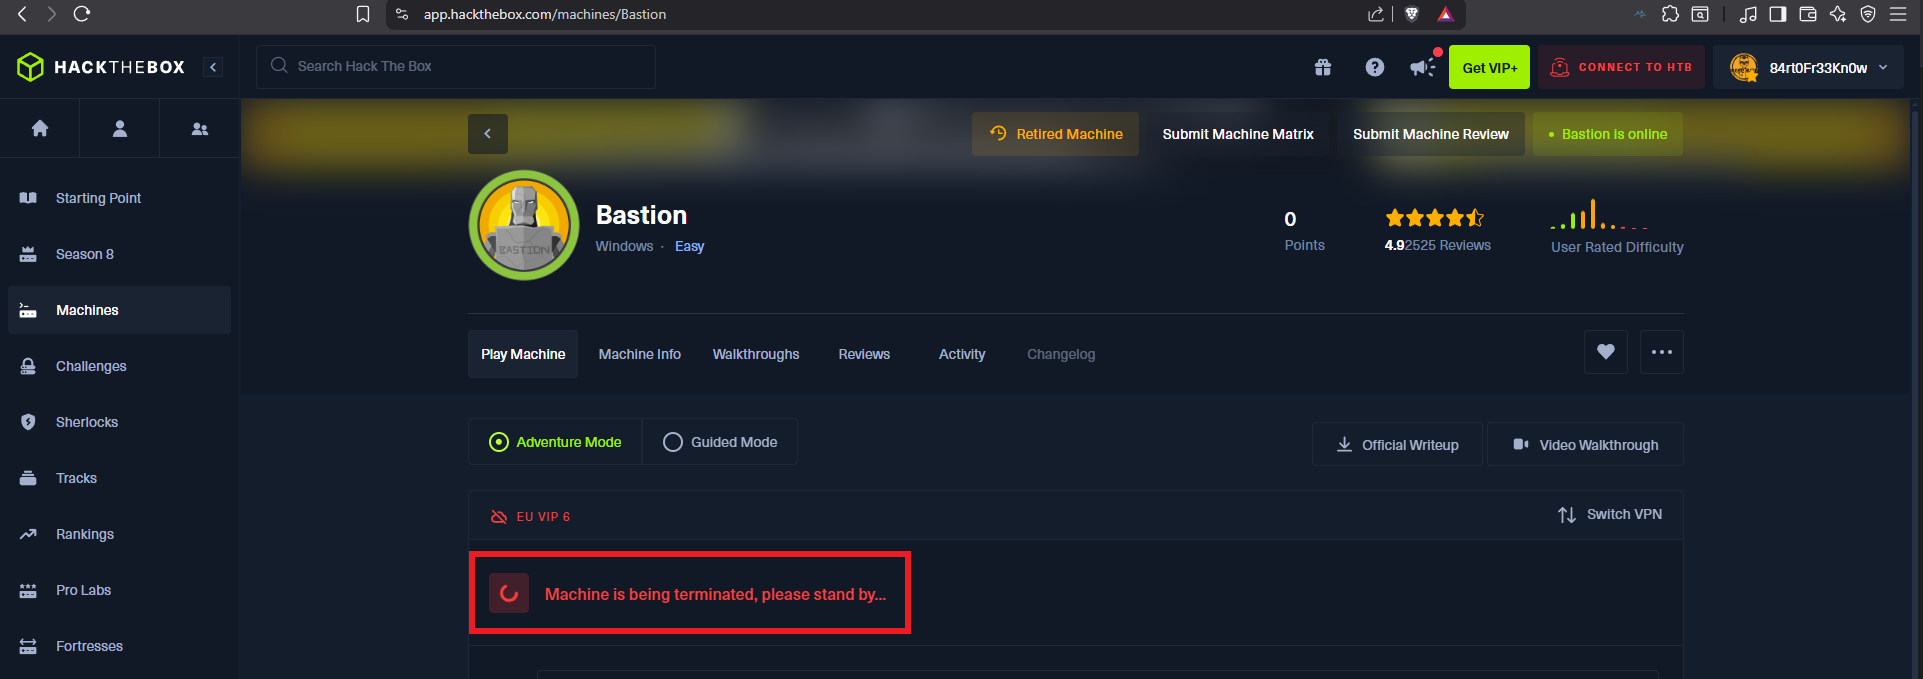 app.hackthebox.com/machines/Bastion
HACKTHEBOX
Search Hack The Box
Get VIP+
CONNECT TO HTB
84rt0Fr33Kn0w
Retired Machine
Submit Machine Matrix
Submit Machine Review
Bastion is online
Starting Point
Season 8
Machines
Challenges
Sherlocks
Tracks
Rankings
Pro Labs
Fortresses
BASTION
Bastion
Windows · Easy
0
Points
4.92525 Reviews
User Rated Difficulty
Play Machine
Machine Info
Walkthroughs
Reviews
Activity
Changelog
Adventure Mode
Guided Mode
Official Writeup
Video Walkthrough
EU VIP 6
Switch VPN
Machine is being terminated, please stand by...